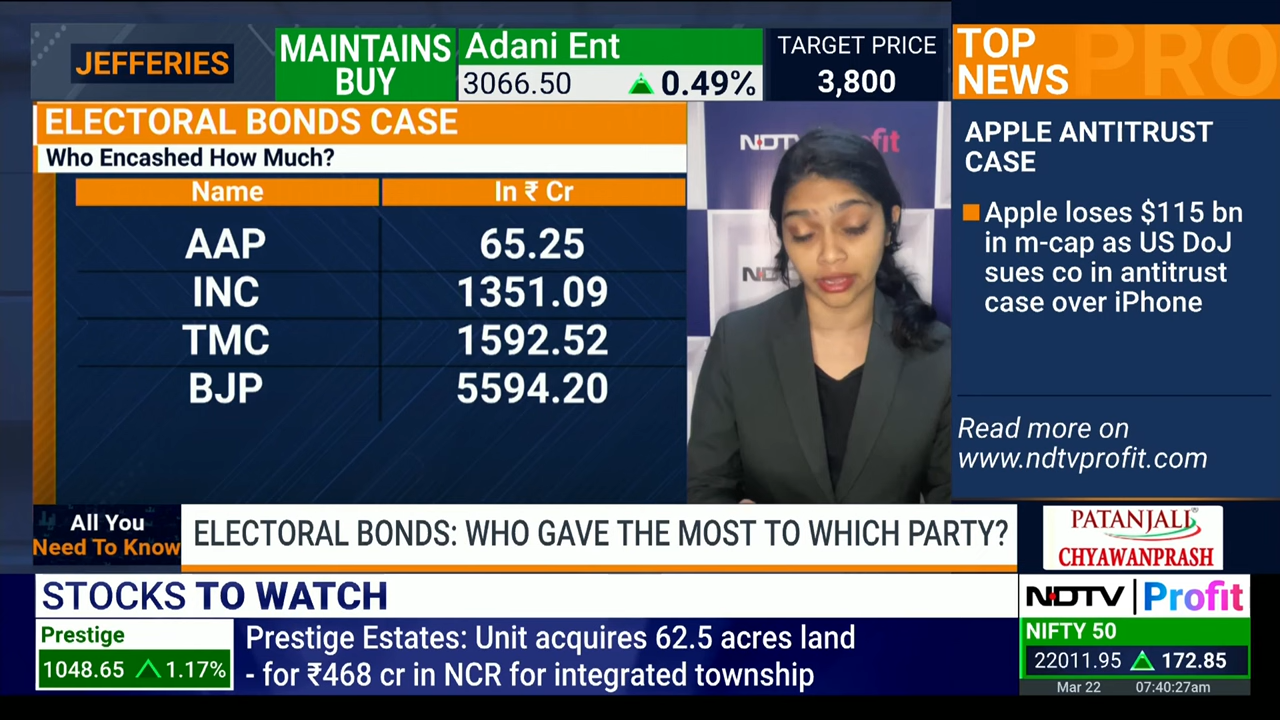 JEFFERIES
MAINTAINS
BUY
Adani Ent
3066.50 ▲ 0.49%
TARGET PRICE
3,800
TOP
NEWS
PRO
ELECTORAL BONDS CASE
Who Encashed How Much?
Name In ₹ Cr
AAP 65.25
INC 1351.09
TMC 1592.52
BJP 5594.20
NDTV Profit
APPLE ANTITRUST
CASE
Apple loses $115 bn
in m-cap as US DoJ
sues co in antitrust
case over iPhone
Read more on
www.ndtvprofit.com
All You
Need To Know
ELECTORAL BONDS: WHO GAVE THE MOST TO WHICH PARTY?
PATANJALI
CHYAWANPRASH
STOCKS TO WATCH
NDTV Profit
Prestige
1048.65 ▲ 1.17%
Prestige Estates: Unit acquires 62.5 acres land
- for ₹468 cr in NCR for integrated township
NIFTY 50
22011.95 ▲ 172.85
Mar 22 07:40:27am